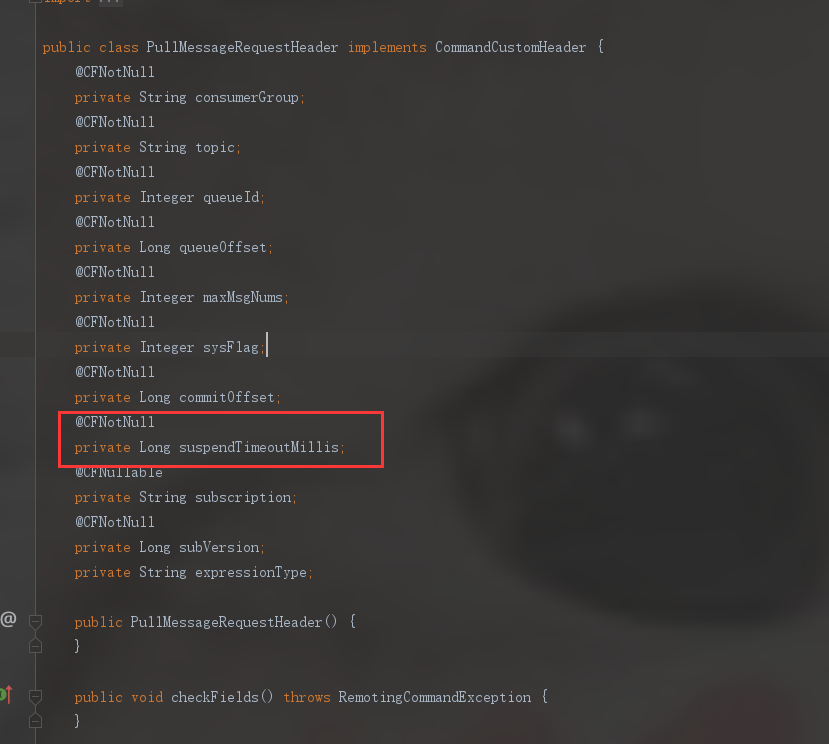 import ...
public class PullMessageRequestHeader implements CommandCustomHeader {
@CFNotNull
private String consumerGroup;
@CFNotNull
private String topic;
@CFNotNull
private Integer queueId;
@CFNotNull
private Long queueOffset;
@CFNotNull
private Integer maxMsgNums;
@CFNotNull
private Integer sysFlag;
@CFNotNull
private Long commitOffset;
@CFNotNull
private Long suspendTimeoutMillis;
@CFNullable
private String subscription;
@CFNotNull
private Long subVersion;
private String expressionType;
@ public PullMessageRequestHeader() {
}
public void checkFields() throws RemotingCommandException {
}